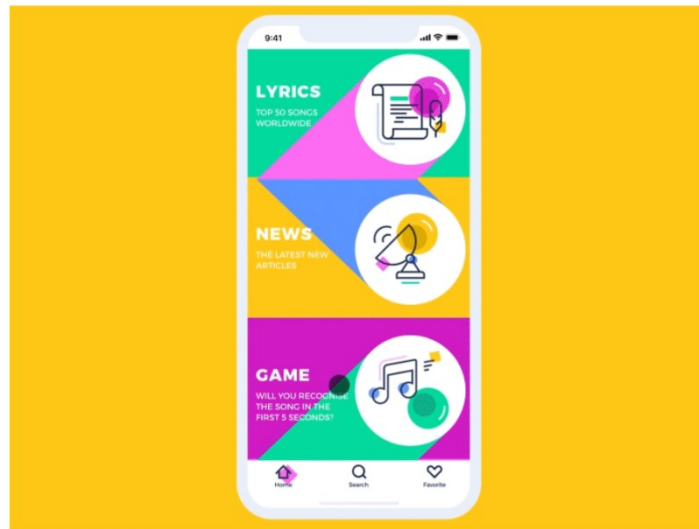 9:41
LYRICS
TOP 50 SONGS
WORLDWIDE
NEWS
THE LATEST NEW
ARTICLES
GAME
WILL YOU RECOGNISE
THE SONG IN THE
FIRST 5 SECONDS?
Home
Search
Favorite